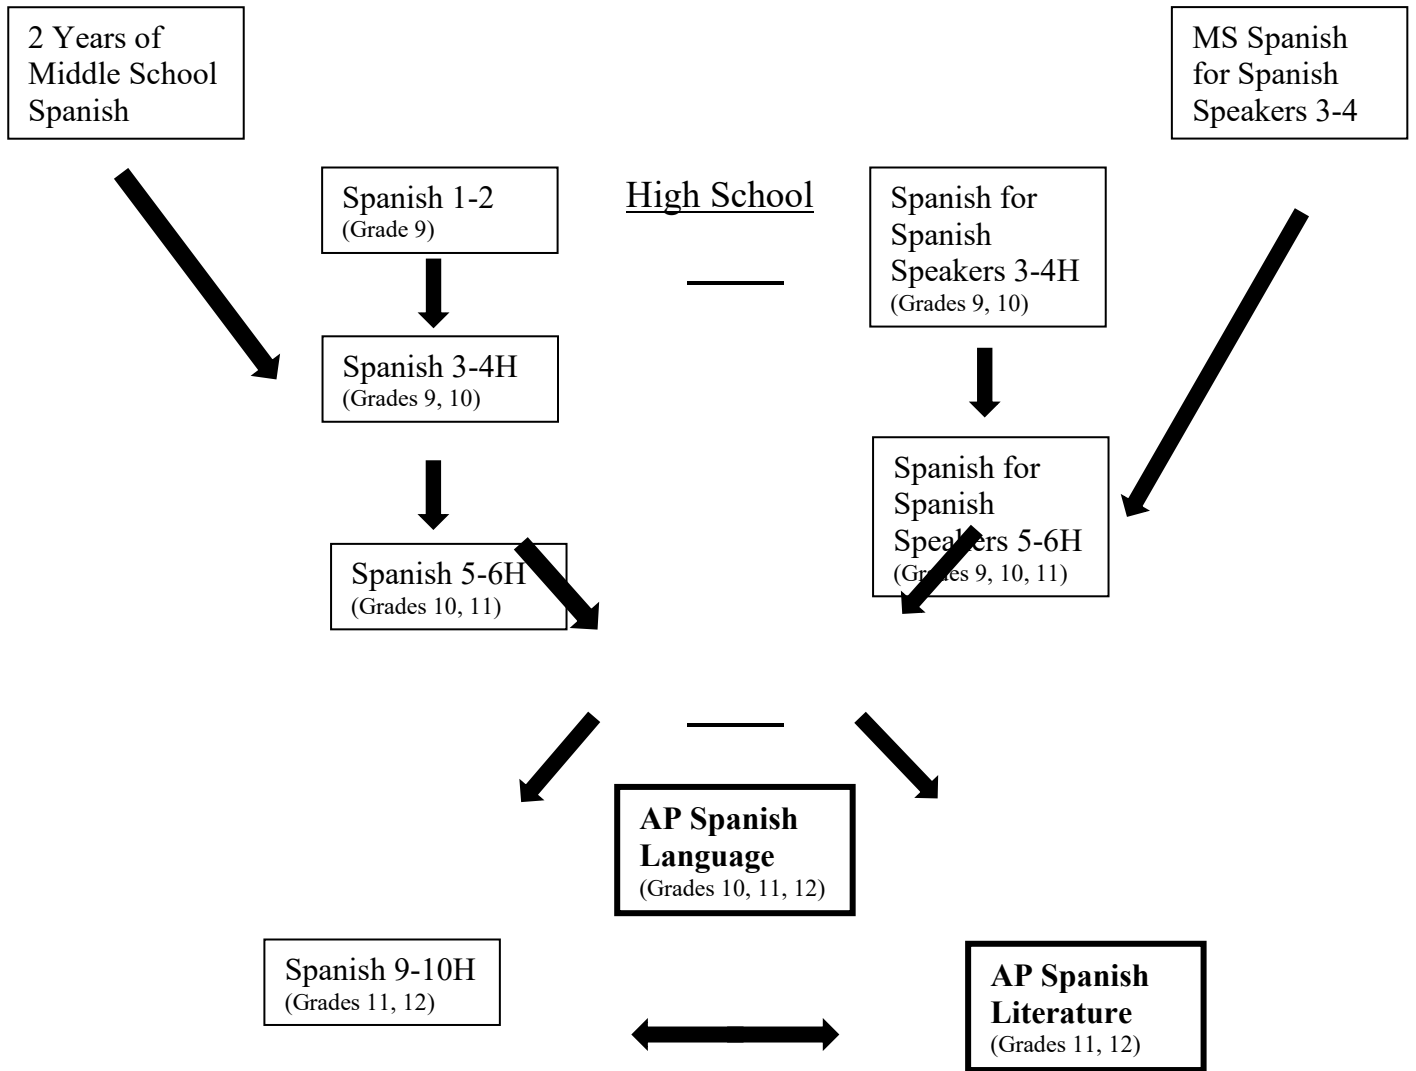 2 Years of
Middle School
Spanish
MS Spanish
for Spanish
Speakers 3-4
Spanish 1-2
(Grade 9)
High School
Spanish for
Spanish
Speakers 3-4H
(Grades 9, 10)
Spanish 3-4H
(Grades 9, 10)
Spanish for
Spanish
Speakers 5-6H
(Grades 9, 10, 11)
Spanish 5-6H
(Grades 10, 11)
AP Spanish
Language
(Grades 10, 11, 12)
Spanish 9-10H
(Grades 11, 12)
AP Spanish
Literature
(Grades 11, 12)